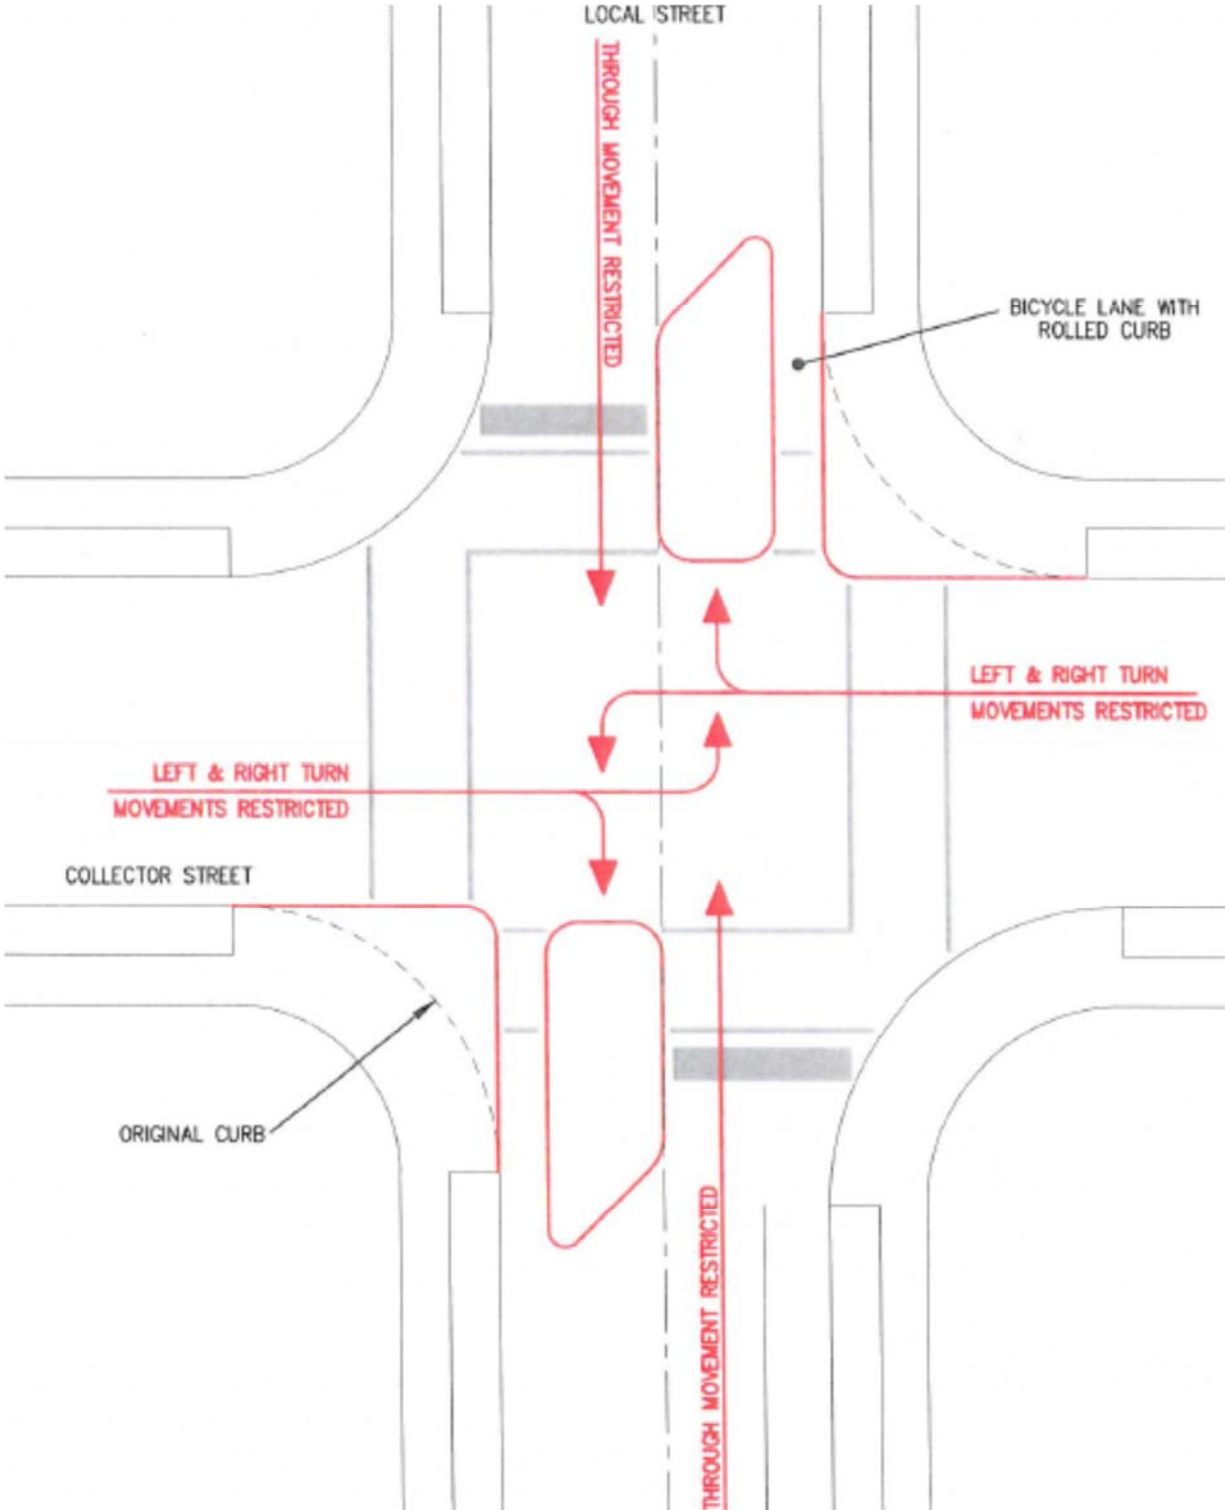 LOCAL STREET
THROUGH MOVEMENT RESTRICTED
BICYCLE LANE WITH
ROLLED CURB
LEFT & RIGHT TURN
MOVEMENTS RESTRICTED
LEFT & RIGHT TURN
MOVEMENTS RESTRICTED
COLLECTOR STREET
ORIGINAL CURB
THROUGH MOVEMENT RESTRICTED